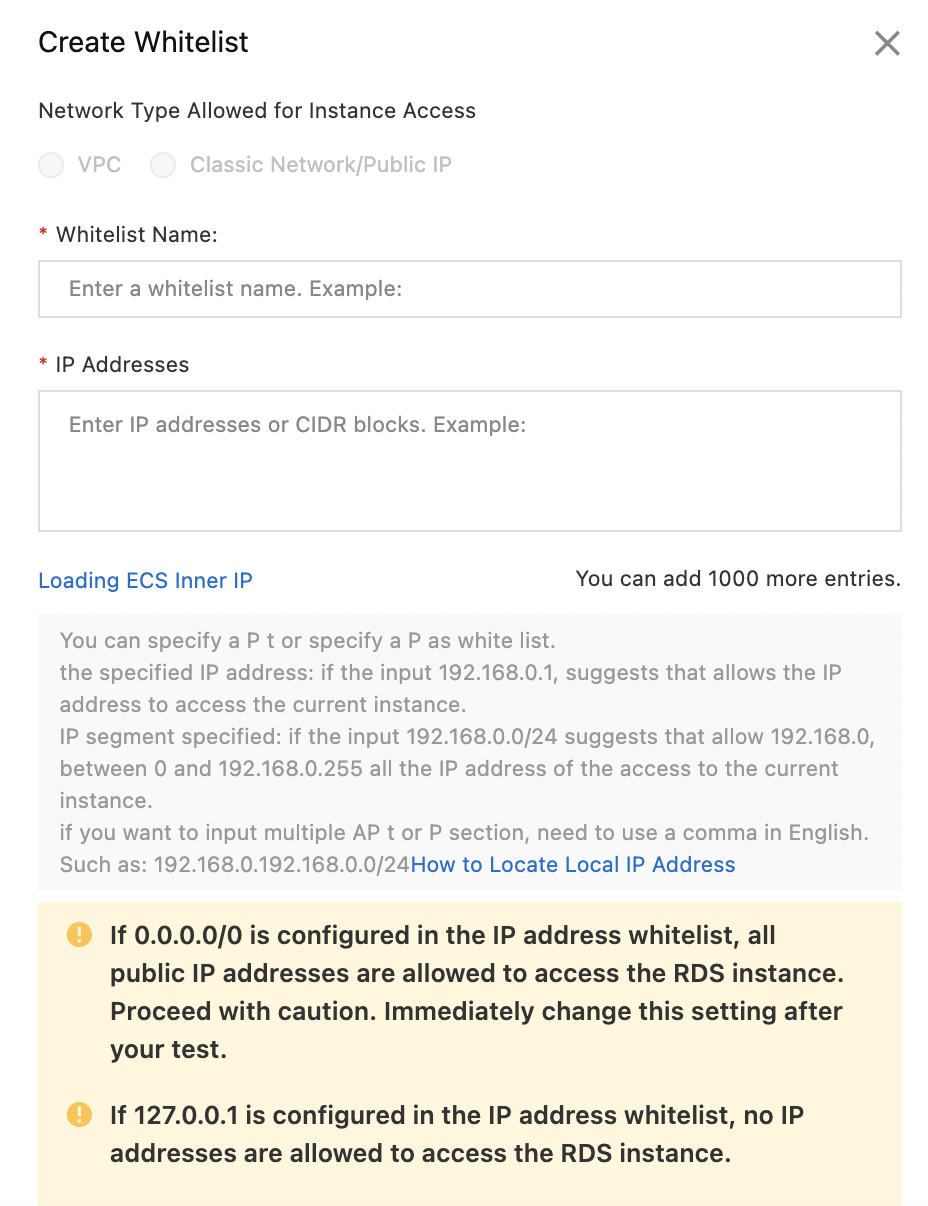 Create Whitelist
Network Type Allowed for Instance Access
VPC Classic Network/Public IP
* Whitelist Name:
Enter a whitelist name. Example:
* IP Addresses
Enter IP addresses or CIDR blocks. Example:
Loading ECS Inner IP You can add 1000 more entries.
You can specify a P t or specify a P as white list.
the specified IP address: if the input 192.168.0.1, suggests that allows the IP
address to access the current instance.
IP segment specified: if the input 192.168.0.0/24 suggests that allow 192.168.0,
between 0 and 192.168.0.255 all the IP address of the access to the current
instance.
if you want to input multiple AP t or P section, need to use a comma in English.
Such as: 192.168.0.192.168.0.0/24How to Locate Local IP Address
If 0.0.0.0/0 is configured in the IP address whitelist, all
public IP addresses are allowed to access the RDS instance.
Proceed with caution. Immediately change this setting after
your test.
If 127.0.0.1 is configured in the IP address whitelist, no IP
addresses are allowed to access the RDS instance.